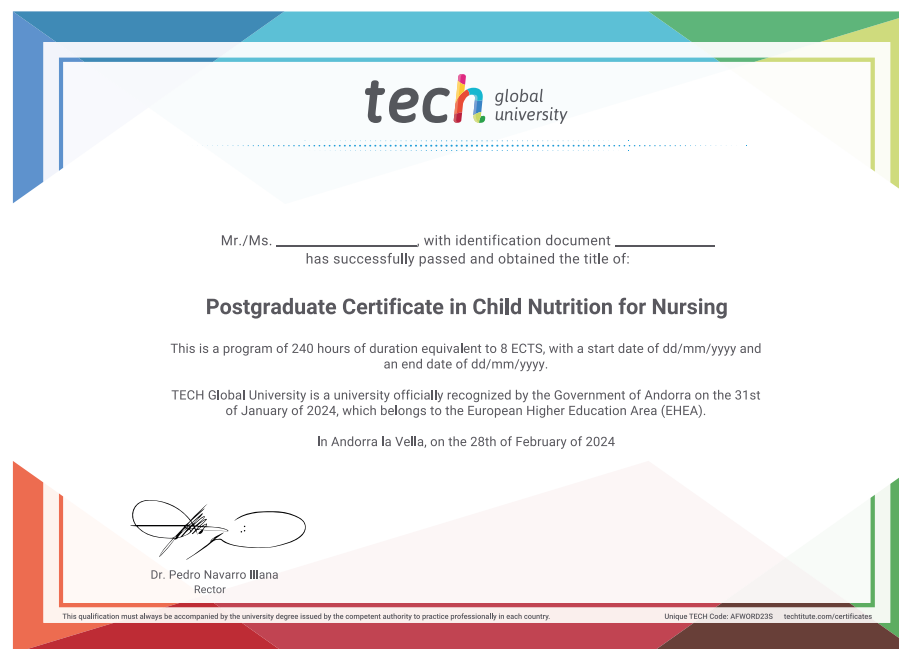 tech global university
Mr./Ms. ____________________, with identification document ______________
has successfully passed and obtained the title of:
Postgraduate Certificate in Child Nutrition for Nursing
This is a program of 240 hours of duration equivalent to 8 ECTS, with a start date of dd/mm/yyyy and
an end date of dd/mm/yyyy.
TECH Global University is a university officially recognized by the Government of Andorra on the 31st
of January of 2024, which belongs to the European Higher Education Area (EHEA).
In Andorra la Vella, on the 28th of February of 2024
Dr. Pedro Navarro Illana
Rector
This qualification must always be accompanied by the university degree issued by the competent authority to practice professionally in each country. Unique TECH Code: AFWORD23S techtitute.com/certificates